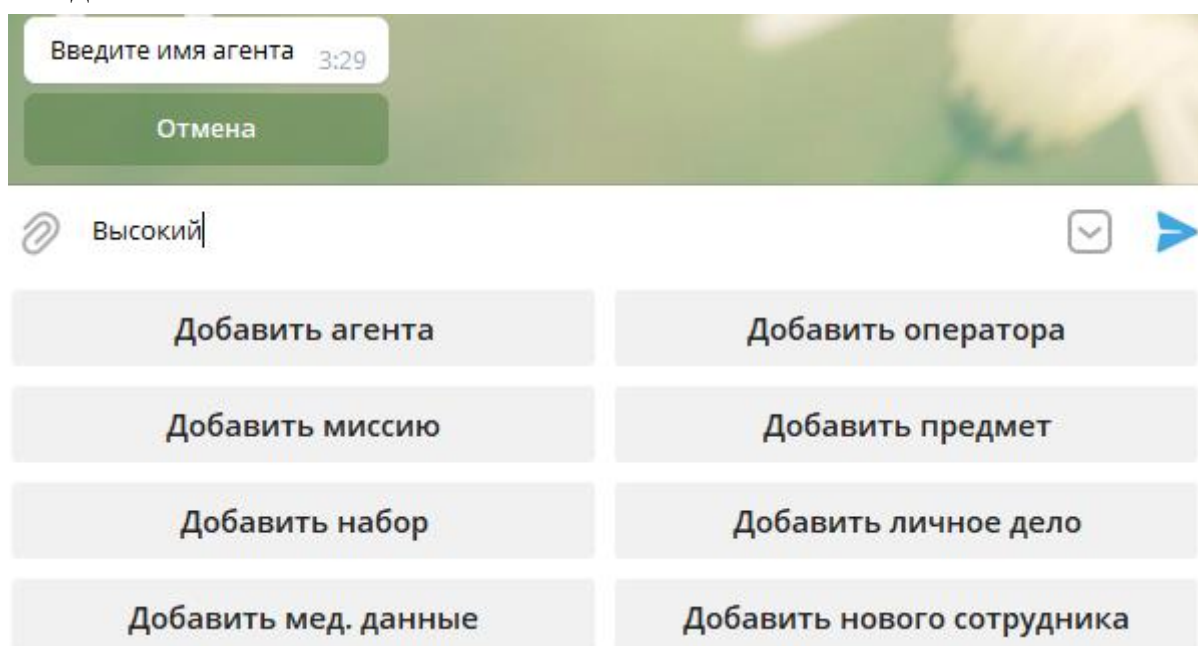 Введите имя агента 3:29
Отмена
Высокий
Добавить агента
Добавить оператора
Добавить миссию
Добавить предмет
Добавить набор
Добавить личное дело
Добавить мед. данные
Добавить нового сотрудника